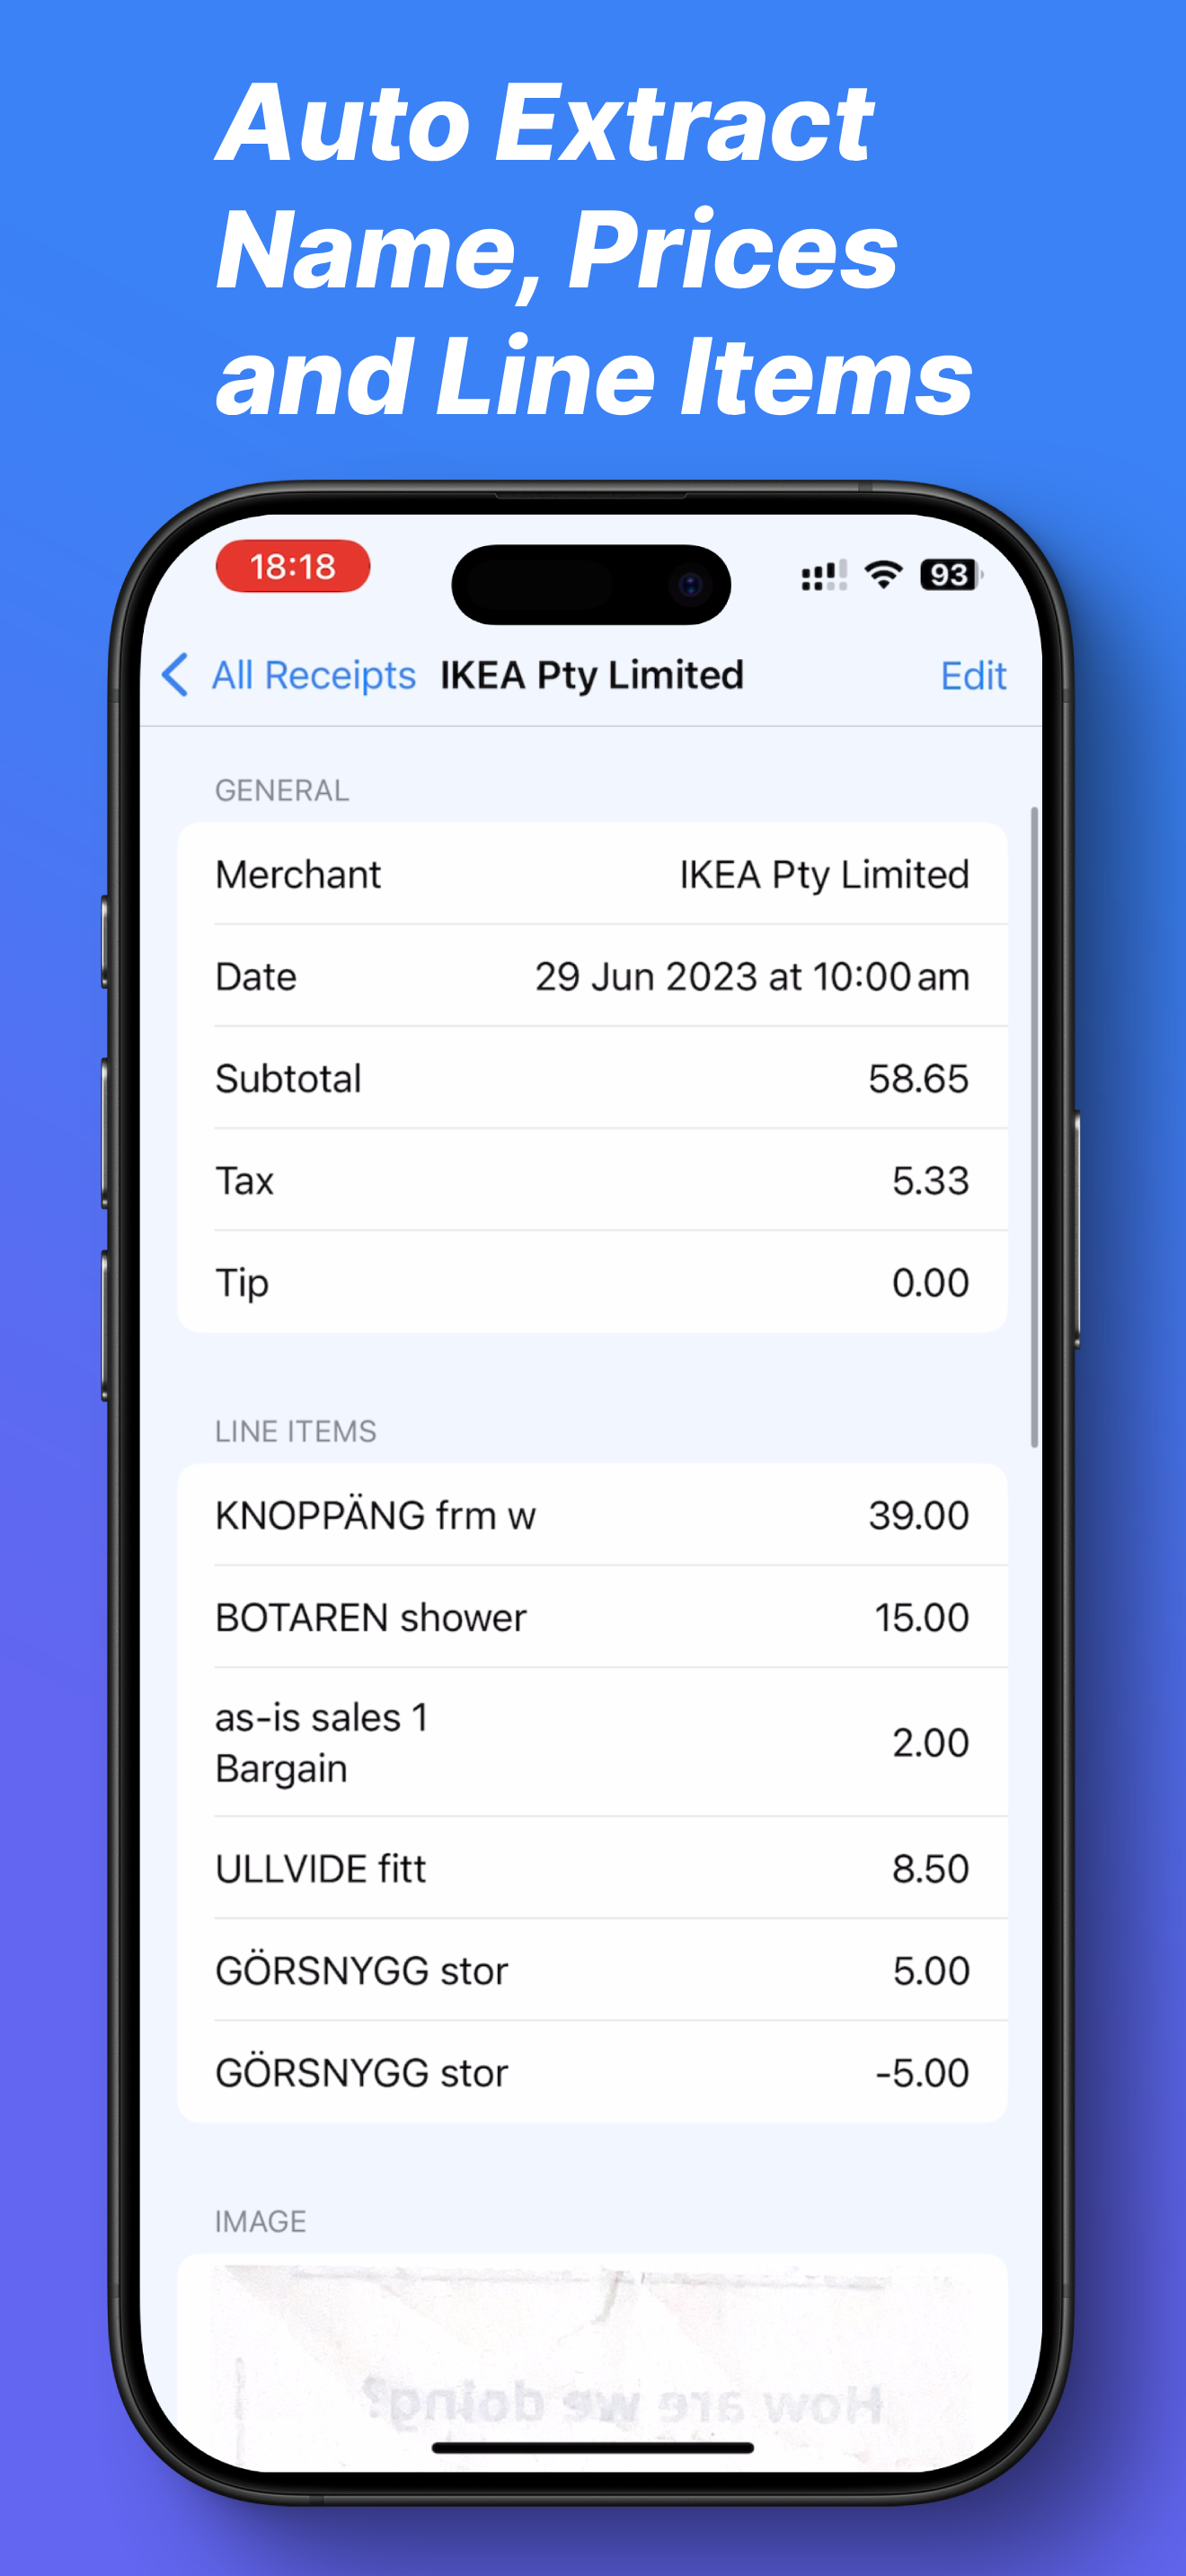 Auto Extract
Name, Prices
and Line Items
18:18
93
All Receipts IKEA Pty Limited Edit
GENERAL
Merchant IKEA Pty Limited
Date 29 Jun 2023 at 10:00 am
Subtotal 58.65
Tax 5.33
Tip 0.00
LINE ITEMS
KNOPPÄNG frm w 39.00
BOTAREN shower 15.00
as-is sales 1
Bargain 2.00
ULLVIDE fitt 8.50
GÖRSNYGG stor 5.00
GÖRSNYGG stor -5.00
IMAGE
How are we doing?